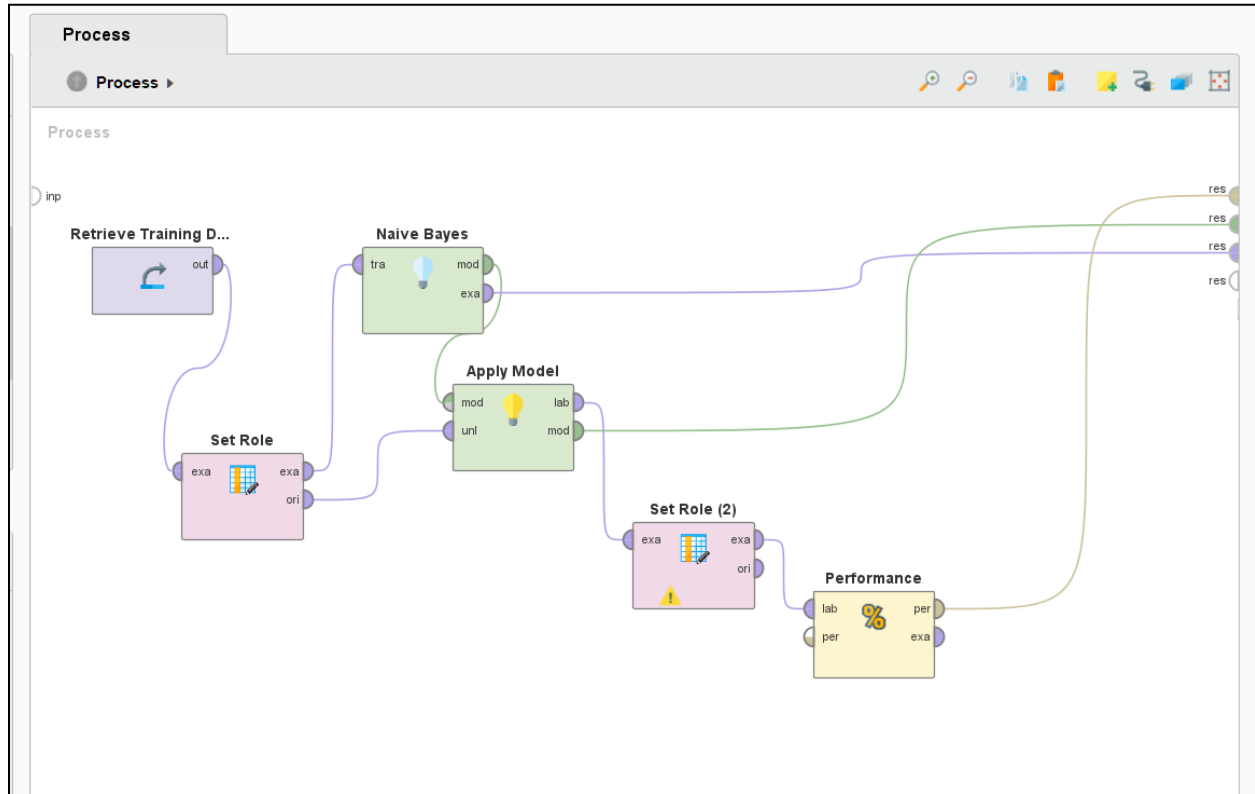 Process
Process
Process
inp
res
res
res
res
Retrieve Training D...
out
Naive Bayes
tra
mod
exa
Apply Model
mod
lab
unl
mod
Set Role
exa
exa
ori
Set Role (2)
exa
exa
ori
Performance
lab
%
per
per
exa